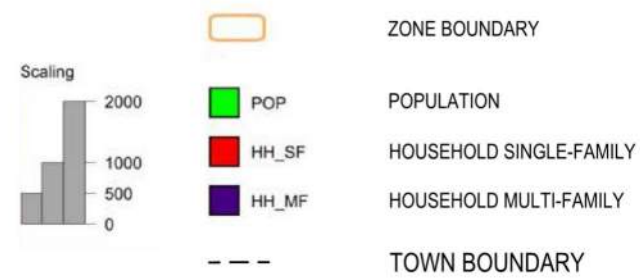 ZONE BOUNDARY
Scaling
2000
1000
500
0
POP POPULATION
HH_SF HOUSEHOLD SINGLE-FAMILY
HH_MF HOUSEHOLD MULTI-FAMILY
TOWN BOUNDARY